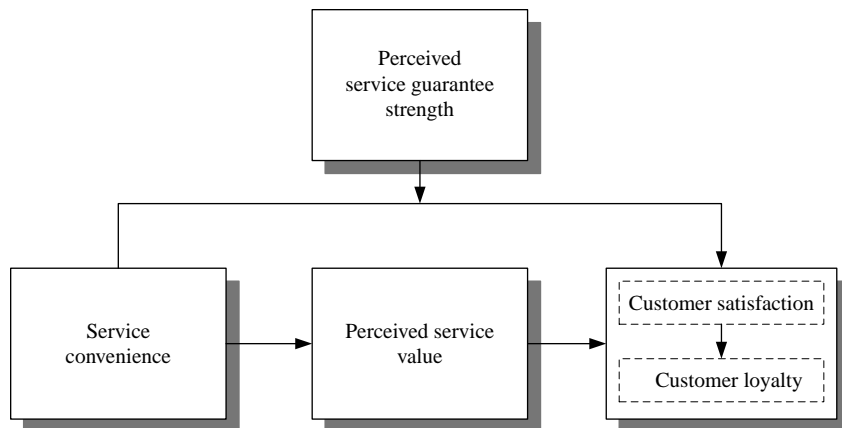 Perceived
service guarantee
strength
Service
convenience
Perceived service
value
Customer satisfaction
Customer loyalty